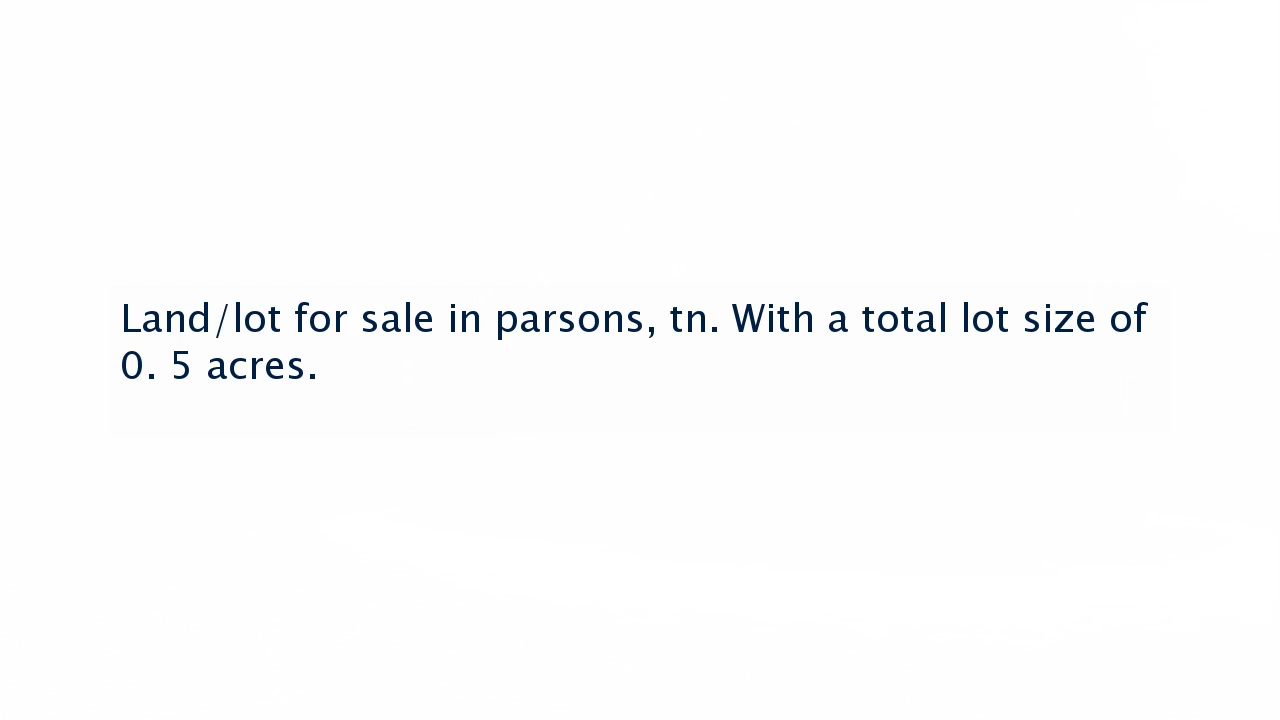 Land/lot for sale in parsons, tn. With a total lot size of
0. 5 acres.